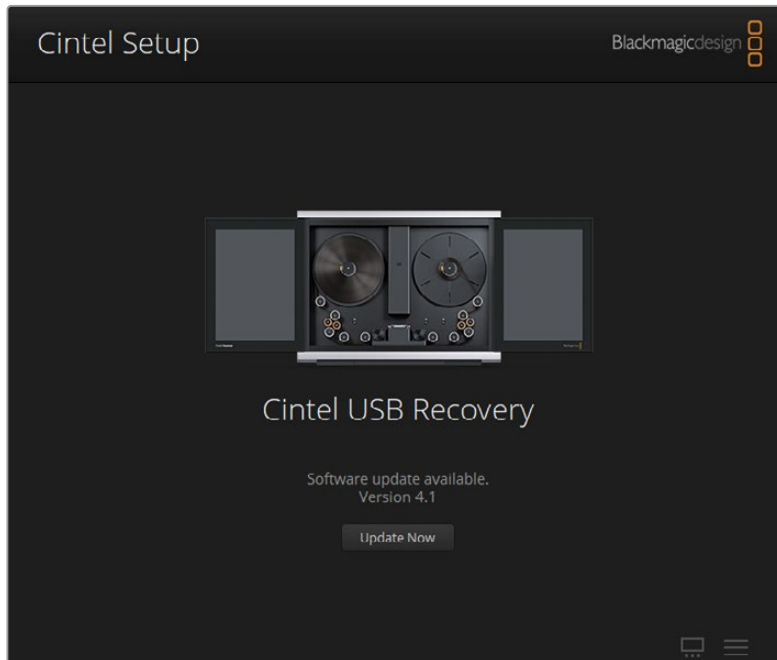 Cintel Setup
Blackmagicdesign
Cintel USB Recovery
Software update available.
Version 4.1
Update Now